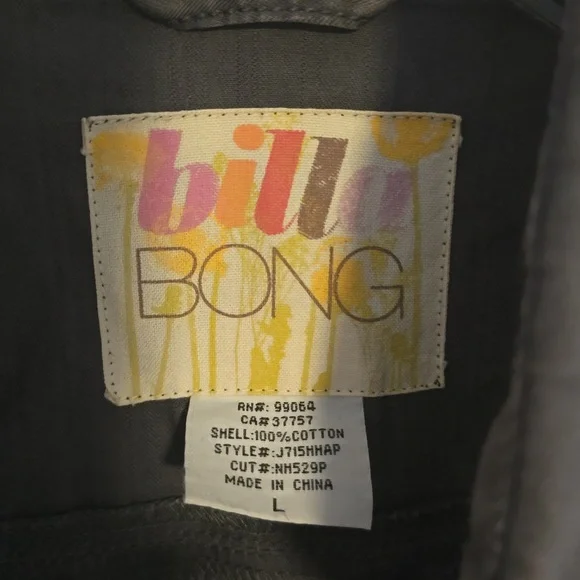 billa
BONG
RN#: 99064
CA#37757
SHELL:100%COTTON
STYLE#:J715HHAP
CUT#:NH529P
MADE IN CHINA
L